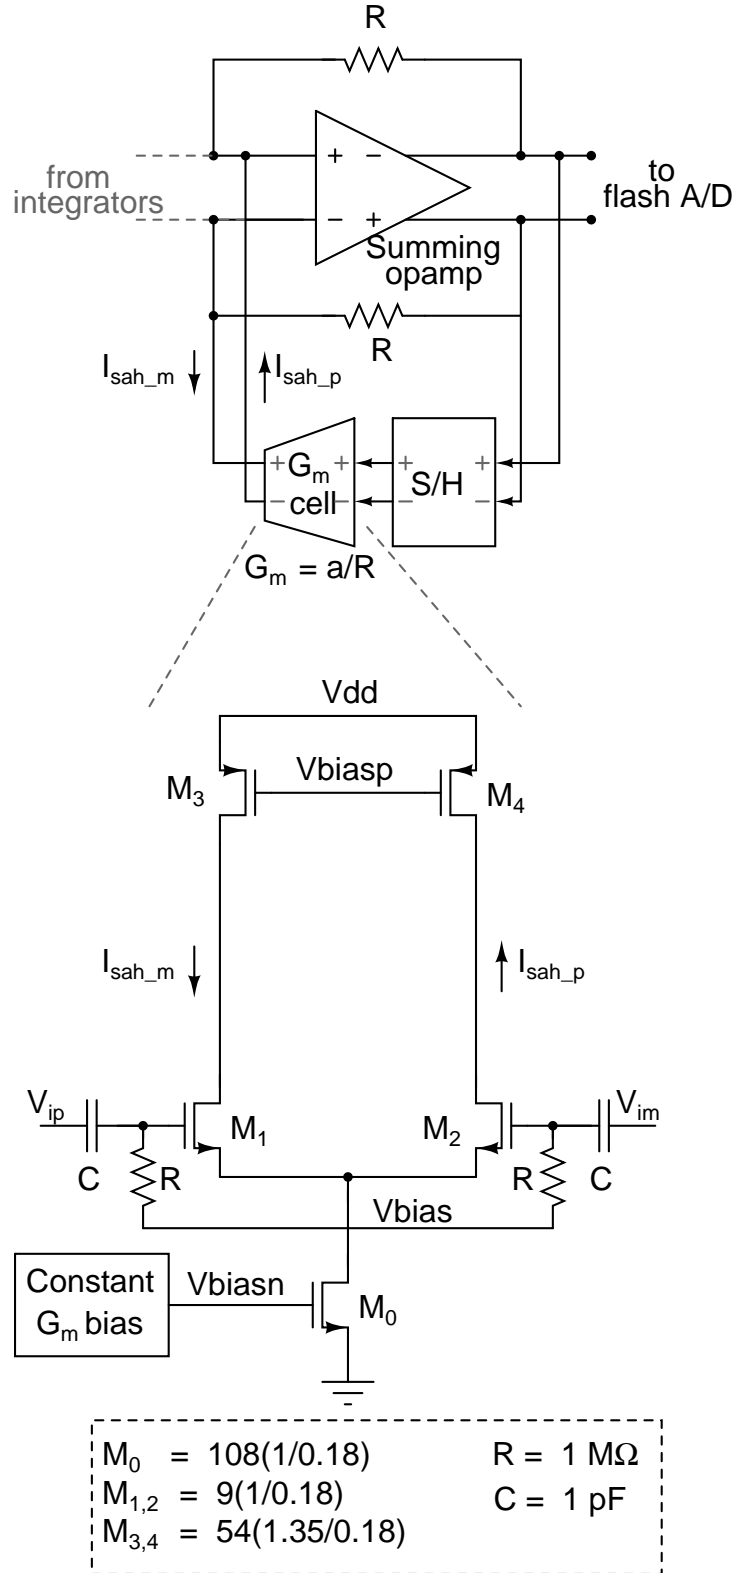 R
from
integrators
+ −
− +
to
flash A/D
Summing
opamp
R
I_sah_m
I_sah_p
+ G_m +
− cell −
+ S/H +
− −
G_m = a/R
Vdd
M_3
Vbiasp
M_4
I_sah_m
I_sah_p
V_ip
M_1
M_2
V_im
C
R
R
C
Vbias
Constant
G_m bias
Vbiasn
M_0
M_0 = 108(1/0.18)
R = 1 MΩ
M_1,2 = 9(1/0.18)
C = 1 pF
M_3,4 = 54(1.35/0.18)